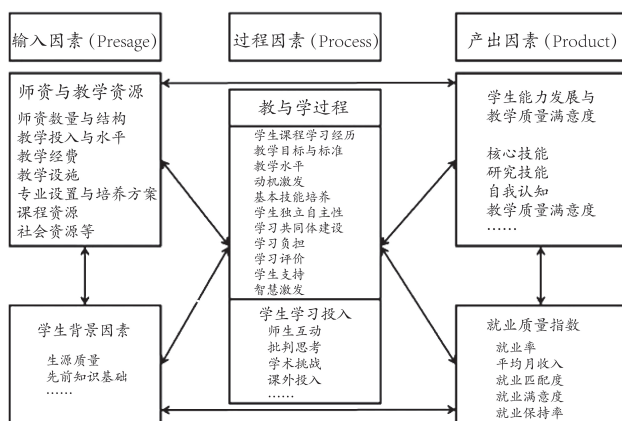 输入因素(Presage)
过程因素(Process)
产出因素(Product)
师资与教学资源
师资数量与结构
教学投入与水平
教学经费
教学设施
专业设置与培养方案
课程资源
社会资源等
学生背景因素
生源质量
先前知识基础
……
教与学过程
学生课程学习经历
教学目标与标准
教学水平
动机激发
基本技能培养
学生独立自主性
学习共同体建设
学习负担
学习评价
学生支持
智慧激发
学生学习投入
师生互动
批判思考
学术挑战
课外投入
……
学生能力发展与
教学质量满意度
核心技能
研究技能
自我认知
教学质量满意度
……
就业质量指数
就业率
平均月收入
就业匹配度
就业满意度
就业保持率